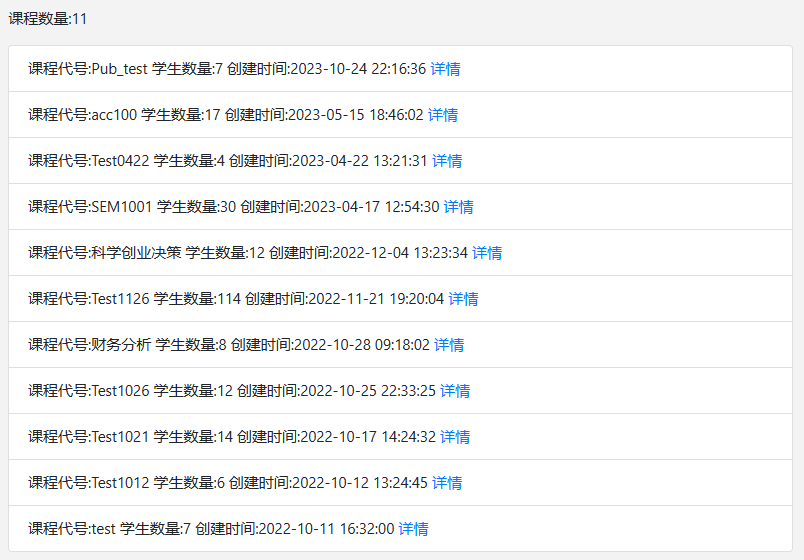 课程数量:11
课程代号:Pub_test 学生数量:7 创建时间:2023-10-24 22:16:36 详情
课程代号:acc100 学生数量:17 创建时间:2023-05-15 18:46:02 详情
课程代号:Test0422 学生数量:4 创建时间:2023-04-22 13:21:31 详情
课程代号:SEM1001 学生数量:30 创建时间:2023-04-17 12:54:30 详情
课程代号:科学创业决策 学生数量:12 创建时间:2022-12-04 13:23:34 详情
课程代号:Test1126 学生数量:114 创建时间:2022-11-21 19:20:04 详情
课程代号:财务分析 学生数量:8 创建时间:2022-10-28 09:18:02 详情
课程代号:Test1026 学生数量:12 创建时间:2022-10-25 22:33:25 详情
课程代号:Test1021 学生数量:14 创建时间:2022-10-17 14:24:32 详情
课程代号:Test1012 学生数量:6 创建时间:2022-10-12 13:24:45 详情
课程代号:test 学生数量:7 创建时间:2022-10-11 16:32:00 详情